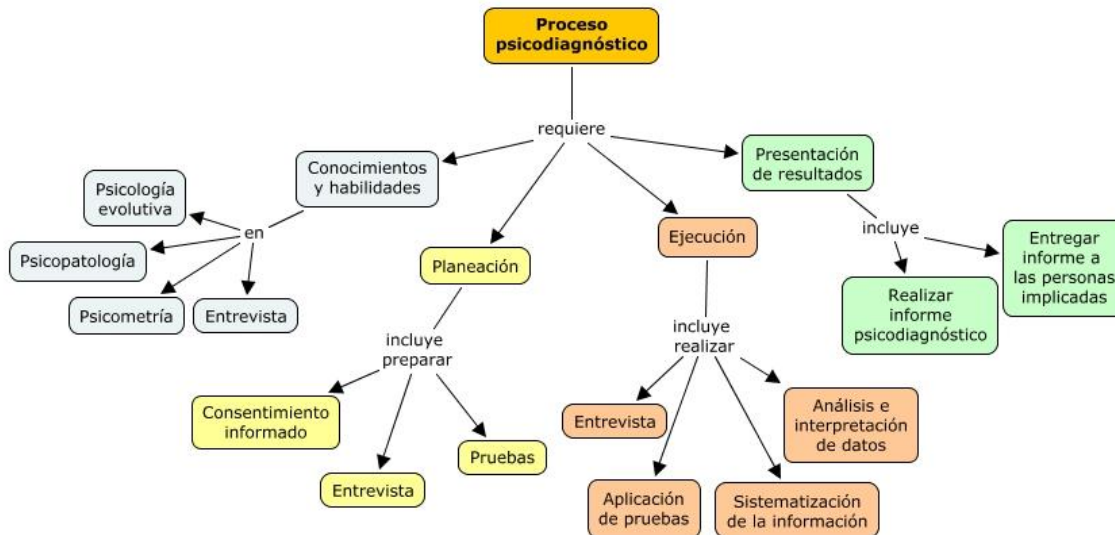 Proceso
psicodiagnóstico
requiere
Conocimientos
y habilidades
en
Psicología
evolutiva
Psicopatología
Psicometría
Entrevista
Planeación
incluye
preparar
Consentimiento
informado
Entrevista
Pruebas
Ejecución
incluye
realizar
Entrevista
Aplicación
de pruebas
Sistematización
de la información
Análisis e
interpretación
de datos
Presentación
de resultados
incluye
Realizar
informe
psicodiagnóstico
Entregar
informe a
las personas
implicadas